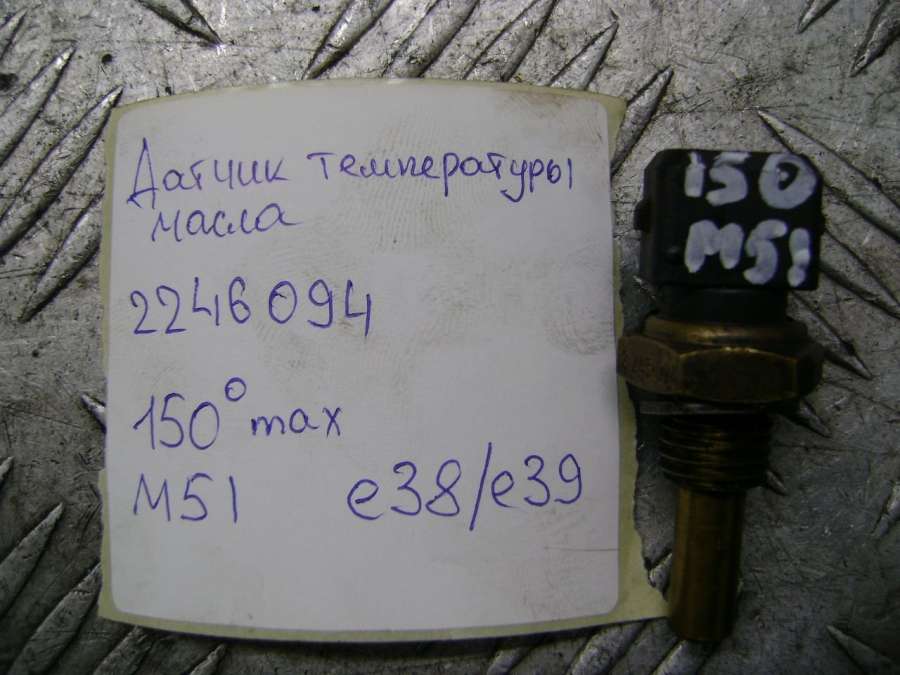 Датчик температуры
масла
2246094
150° max
M51 e38/e39
150
M51